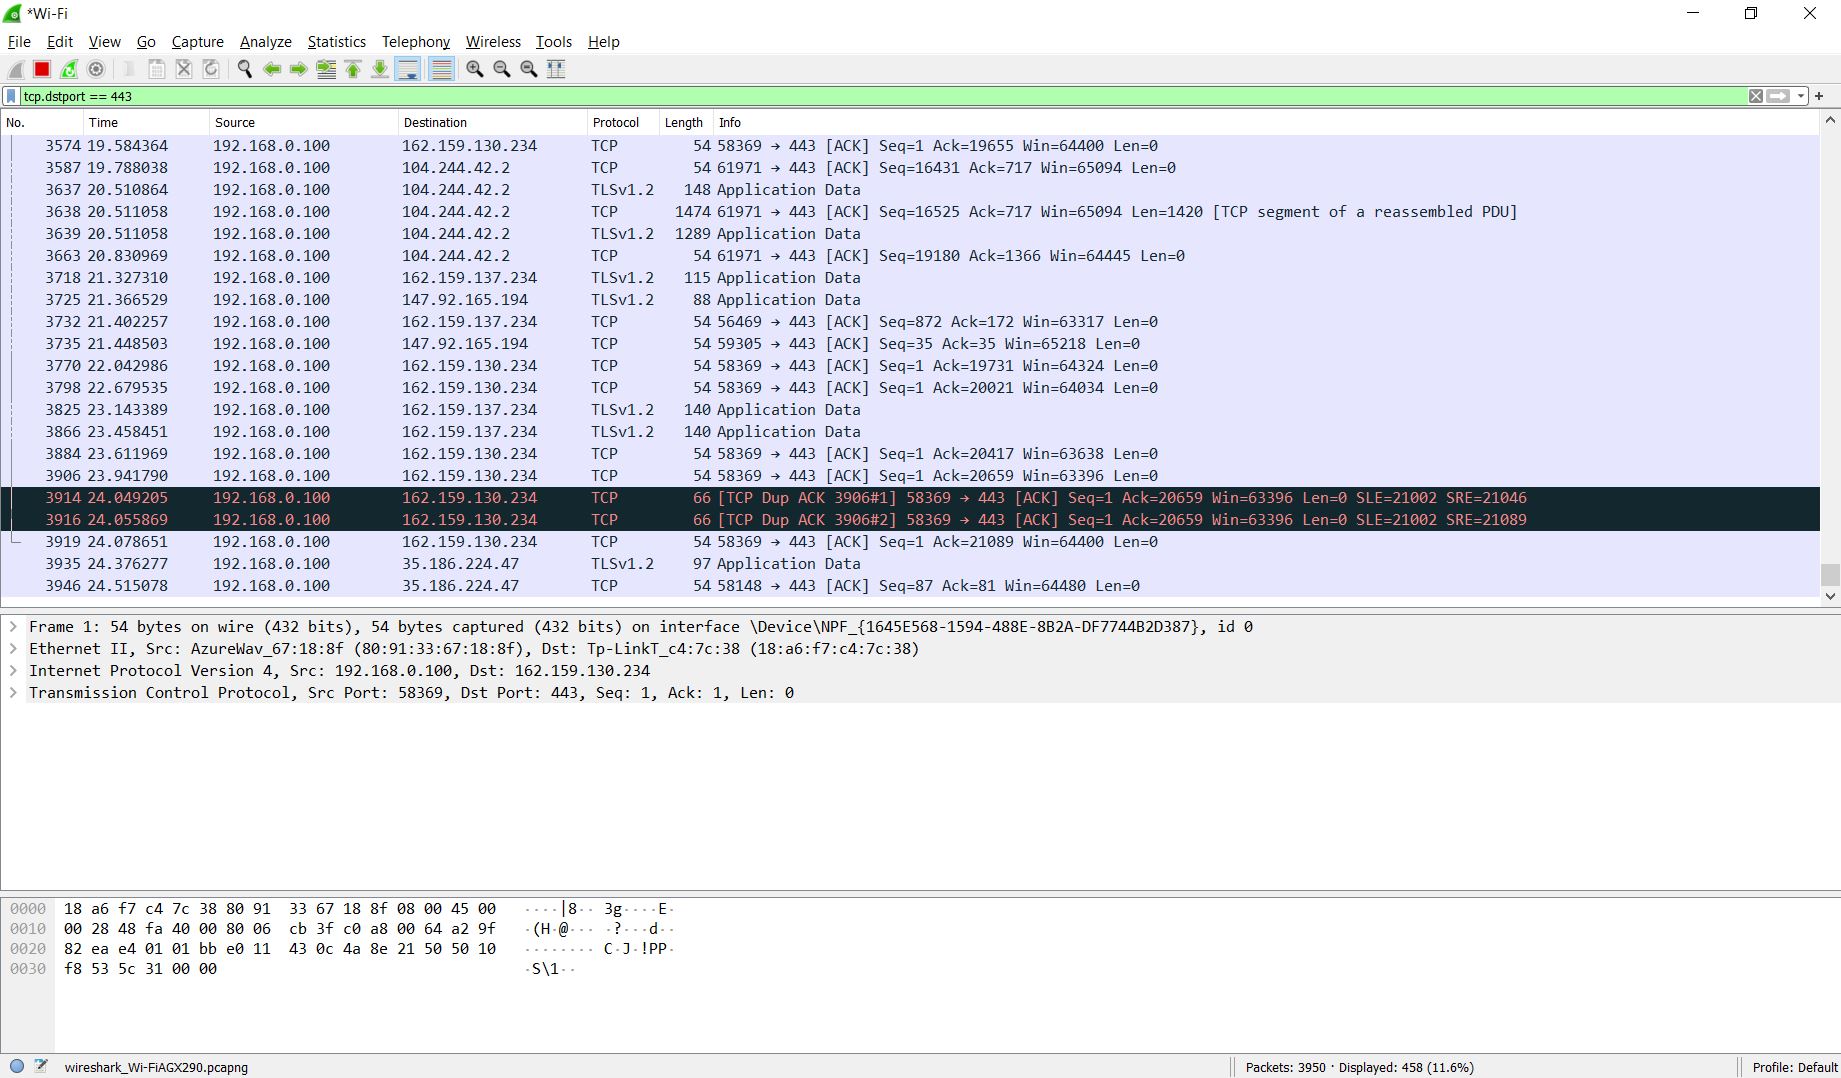 *Wi-Fi
File Edit View Go Capture Analyze Statistics Telephony Wireless Tools Help
tcp.dstport == 443
No. Time Source Destination Protocol Length Info
3574 19.584364 192.168.0.100 162.159.130.234 TCP 54 58369 → 443 [ACK] Seq=1 Ack=19655 Win=64400 Len=0
3587 19.788038 192.168.0.100 104.244.42.2 TCP 54 61971 → 443 [ACK] Seq=16431 Ack=717 Win=65094 Len=0
3637 20.510864 192.168.0.100 104.244.42.2 TLSv1.2 148 Application Data
3638 20.511058 192.168.0.100 104.244.42.2 TCP 1474 61971 → 443 [ACK] Seq=16525 Ack=717 Win=65094 Len=1420 [TCP segment of a reassembled PDU]
3639 20.511058 192.168.0.100 104.244.42.2 TLSv1.2 1289 Application Data
3663 20.830969 192.168.0.100 104.244.42.2 TCP 54 61971 → 443 [ACK] Seq=19180 Ack=1366 Win=64445 Len=0
3718 21.327310 192.168.0.100 162.159.137.234 TLSv1.2 115 Application Data
3725 21.366529 192.168.0.100 147.92.165.194 TLSv1.2 88 Application Data
3732 21.402257 192.168.0.100 162.159.137.234 TCP 54 56469 → 443 [ACK] Seq=872 Ack=172 Win=63317 Len=0
3735 21.448503 192.168.0.100 147.92.165.194 TCP 54 59305 → 443 [ACK] Seq=35 Ack=35 Win=65218 Len=0
3770 22.042986 192.168.0.100 162.159.130.234 TCP 54 58369 → 443 [ACK] Seq=1 Ack=19731 Win=64324 Len=0
3798 22.679535 192.168.0.100 162.159.130.234 TCP 54 58369 → 443 [ACK] Seq=1 Ack=20021 Win=64034 Len=0
3825 23.143389 192.168.0.100 162.159.137.234 TLSv1.2 140 Application Data
3866 23.458451 192.168.0.100 162.159.137.234 TLSv1.2 140 Application Data
3884 23.611969 192.168.0.100 162.159.130.234 TCP 54 58369 → 443 [ACK] Seq=1 Ack=20417 Win=63638 Len=0
3906 23.941790 192.168.0.100 162.159.130.234 TCP 54 58369 → 443 [ACK] Seq=1 Ack=20659 Win=63396 Len=0
3914 24.049205 192.168.0.100 162.159.130.234 TCP 66 [TCP Dup ACK 3906#1] 58369 → 443 [ACK] Seq=1 Ack=20659 Win=63396 Len=0 SLE=21002 SRE=21046
3916 24.055869 192.168.0.100 162.159.130.234 TCP 66 [TCP Dup ACK 3906#2] 58369 → 443 [ACK] Seq=1 Ack=20659 Win=63396 Len=0 SLE=21002 SRE=21089
3919 24.078651 192.168.0.100 162.159.130.234 TCP 54 58369 → 443 [ACK] Seq=1 Ack=21089 Win=64400 Len=0
3935 24.376277 192.168.0.100 35.186.224.47 TLSv1.2 97 Application Data
3946 24.515078 192.168.0.100 35.186.224.47 TCP 54 58148 → 443 [ACK] Seq=87 Ack=81 Win=64480 Len=0
Frame 1: 54 bytes on wire (432 bits), 54 bytes captured (432 bits) on interface \Device\NPF_{1645E568-1594-488E-8B2A-DF7744B2D387}, id 0
Ethernet II, Src: AzureWav_67:18:8f (80:91:33:67:18:8f), Dst: Tp-LinkT_c4:7c:38 (18:a6:f7:c4:7c:38)
Internet Protocol Version 4, Src: 192.168.0.100, Dst: 162.159.130.234
Transmission Control Protocol, Src Port: 58369, Dst Port: 443, Seq: 1, Ack: 1, Len: 0
0000 18 a6 f7 c4 7c 38 80 91 33 67 18 8f 08 00 45 00 ····|8·· 3g····E·
0010 00 28 48 fa 40 00 80 06 cb 3f c0 a8 00 64 a2 9f ·(H·@··· ·?···d··
0020 82 ea e4 01 01 bb e0 11 43 0c 4a 8e 21 50 50 10 ········ C·J·!PP·
0030 f8 53 5c 31 00 00 ·S\1··
wireshark_Wi-FiAGX290.pcapng Packets: 3950 · Displayed: 458 (11.6%) Profile: Default